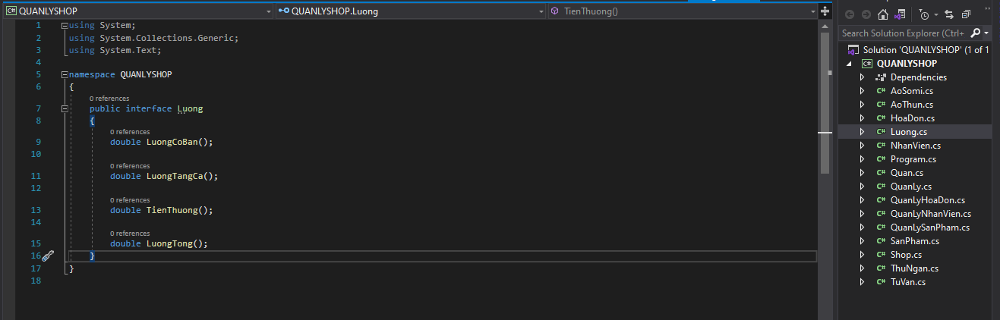 QUANLYSHOP
QUANLYSHOP.Luong
TienThuong()
1 using System;
2 using System.Collections.Generic;
3 using System.Text;
4
5 namespace QUANLYSHOP
6 {
0 references
7 public interface Luong
8 {
0 references
9 double LuongCoBan();
10
0 references
11 double LuongTangCa();
12
0 references
13 double TienThuong();
14
0 references
15 double LuongTong();
16 }
17 }
18
Search Solution Explorer (Ctrl+
Solution 'QUANLYSHOP' (1 of 1
C# QUANLYSHOP
Dependencies
C# AoSomi.cs
C# AoThun.cs
C# HoaDon.cs
C# Luong.cs
C# NhanVien.cs
C# Program.cs
C# Quan.cs
C# QuanLy.cs
C# QuanLyHoaDon.cs
C# QuanLyNhanVien.cs
C# QuanLySanPham.cs
C# SanPham.cs
C# Shop.cs
C# ThuNgan.cs
C# TuVan.cs